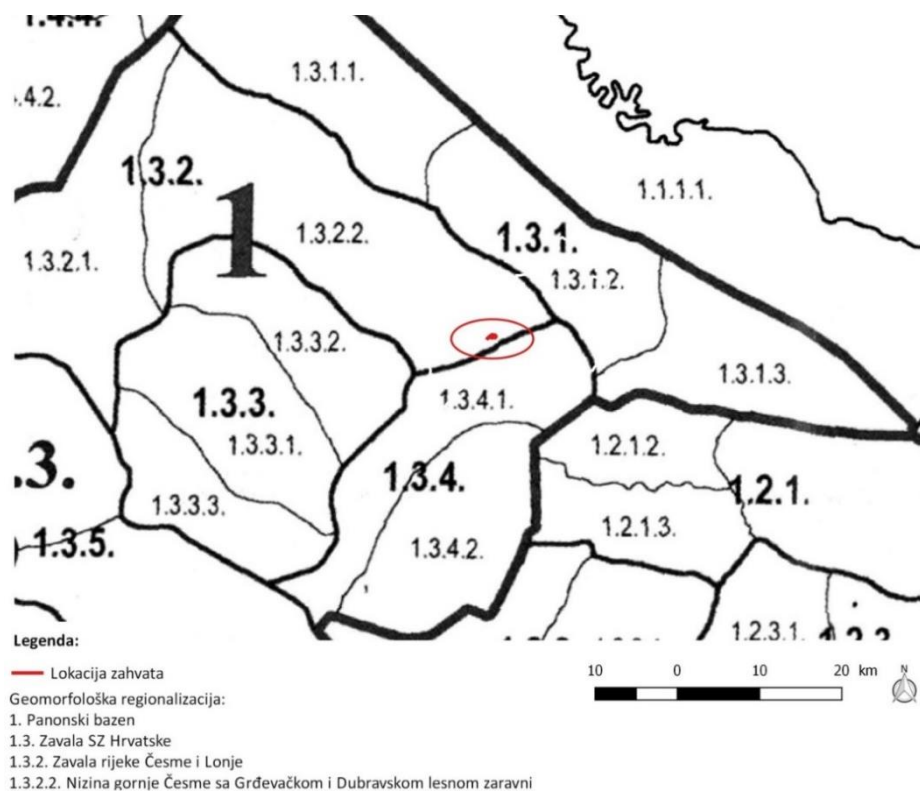 1.4.4.
1.3.1.1.
.4.2.
1.3.2.
1.1.1.1.
1
1.3.2.2.
1.3.1.
1.3.2.1.
1.3.1.2.
1.3.3.2.
1.3.1.3.
1.3.3.
1.3.4.1.
1.3.3.1.
1.2.1.2.
.3.
1.3.4.
1.2.1.
1.3.3.3.
1.2.1.3.
1.3.5.
1.3.4.2.
1.2.3.1.
Legenda:
Lokacija zahvata
10 0 10 20 km
N
Geomorfološka regionalizacija:
1. Panonski bazen
1.3. Zavala SZ Hrvatske
1.3.2. Zavala rijeke Česme i Lonje
1.3.2.2. Nizina gornje Česme sa Grđevačkom i Dubravskom lesnom zaravni